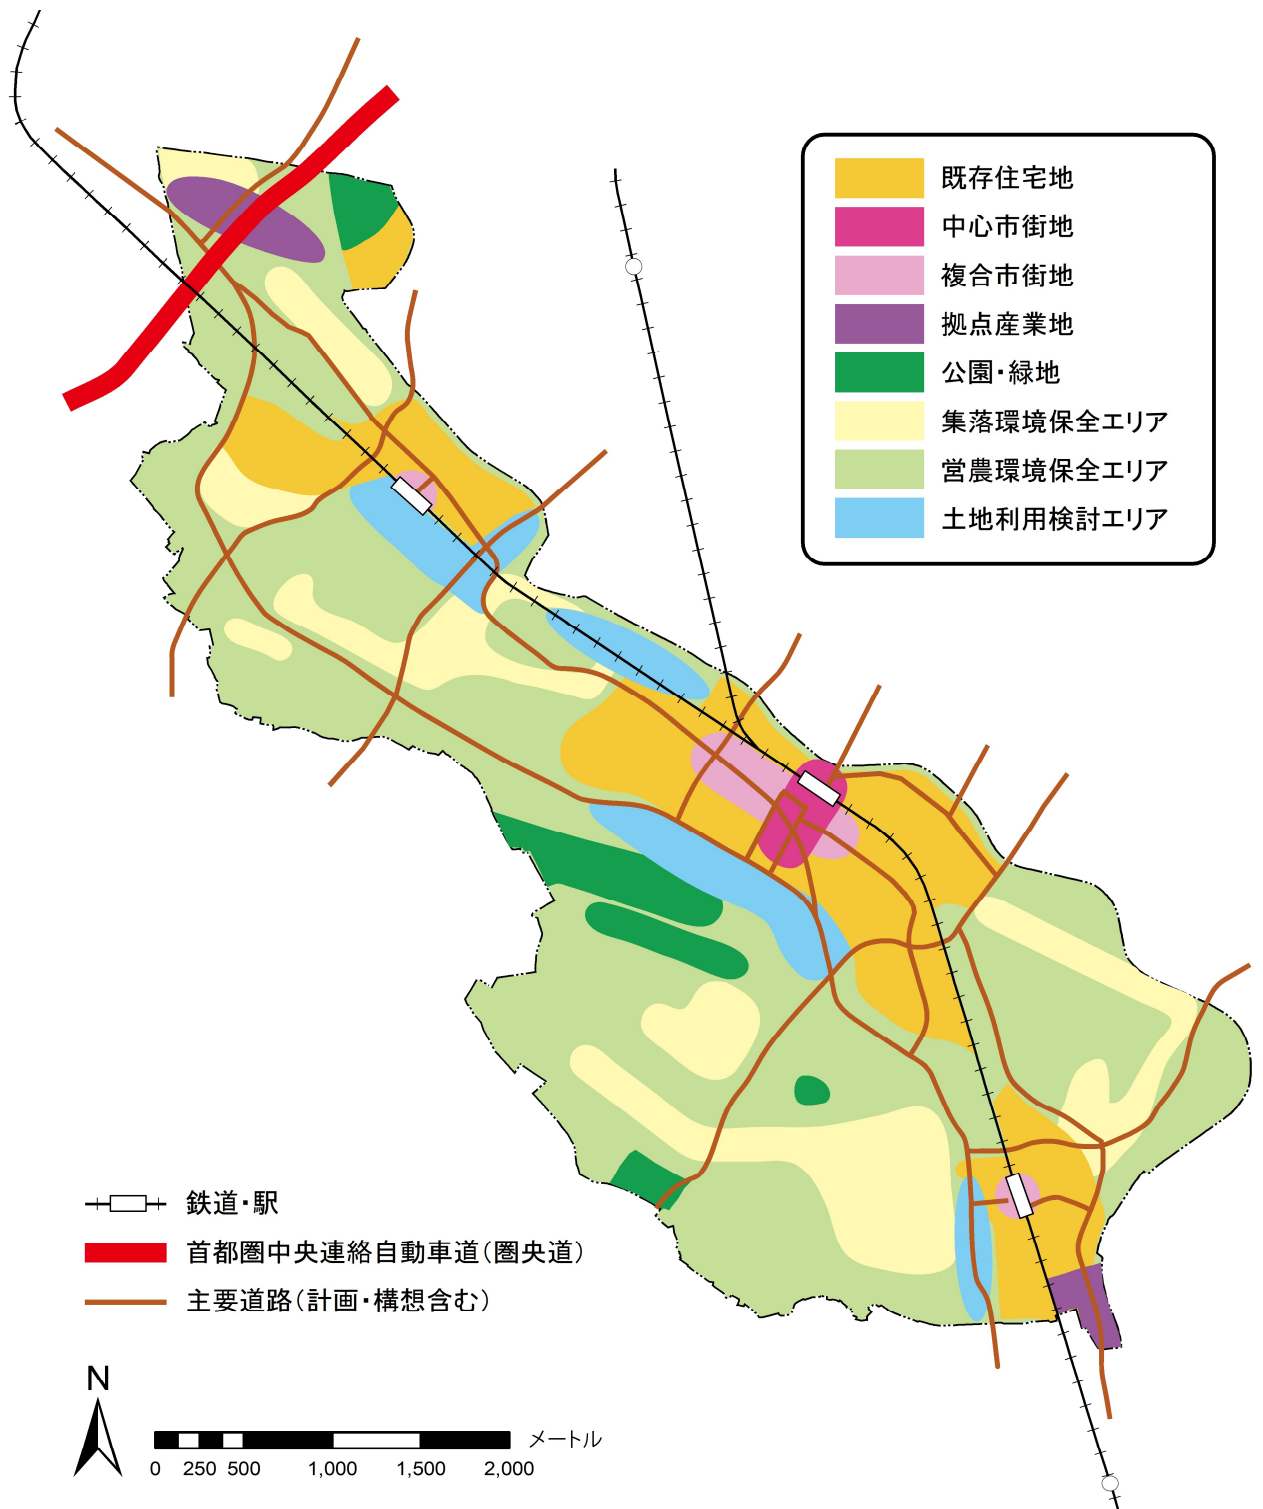 既存住宅地
中心市街地
複合市街地
拠点産業地
公園・緑地
集落環境保全エリア
営農環境保全エリア
土地利用検討エリア
鉄道・駅
首都圏中央連絡自動車道(圏央道)
主要道路(計画・構想含む)
N
メートル
0 250 500 1,000 1,500 2,000